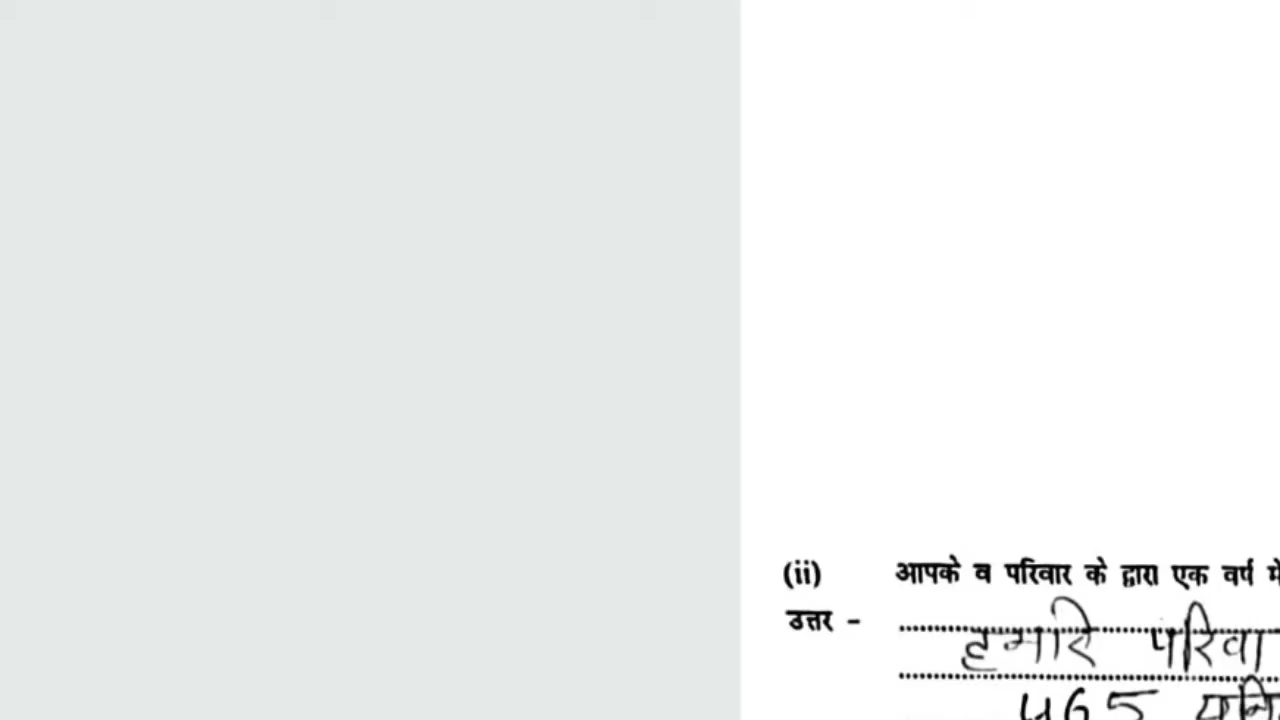 (ii) आपके व परिवार के द्वारा एक वर्ष में
उत्तर -
हमारे परिवा
465